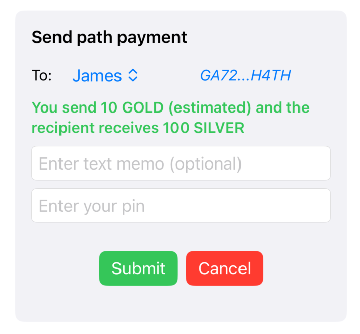 Send path payment
To: James GA72...H4TH
You send 10 GOLD (estimated) and the
recipient receives 100 SILVER
Enter text memo (optional)
Enter your pin
Submit Cancel